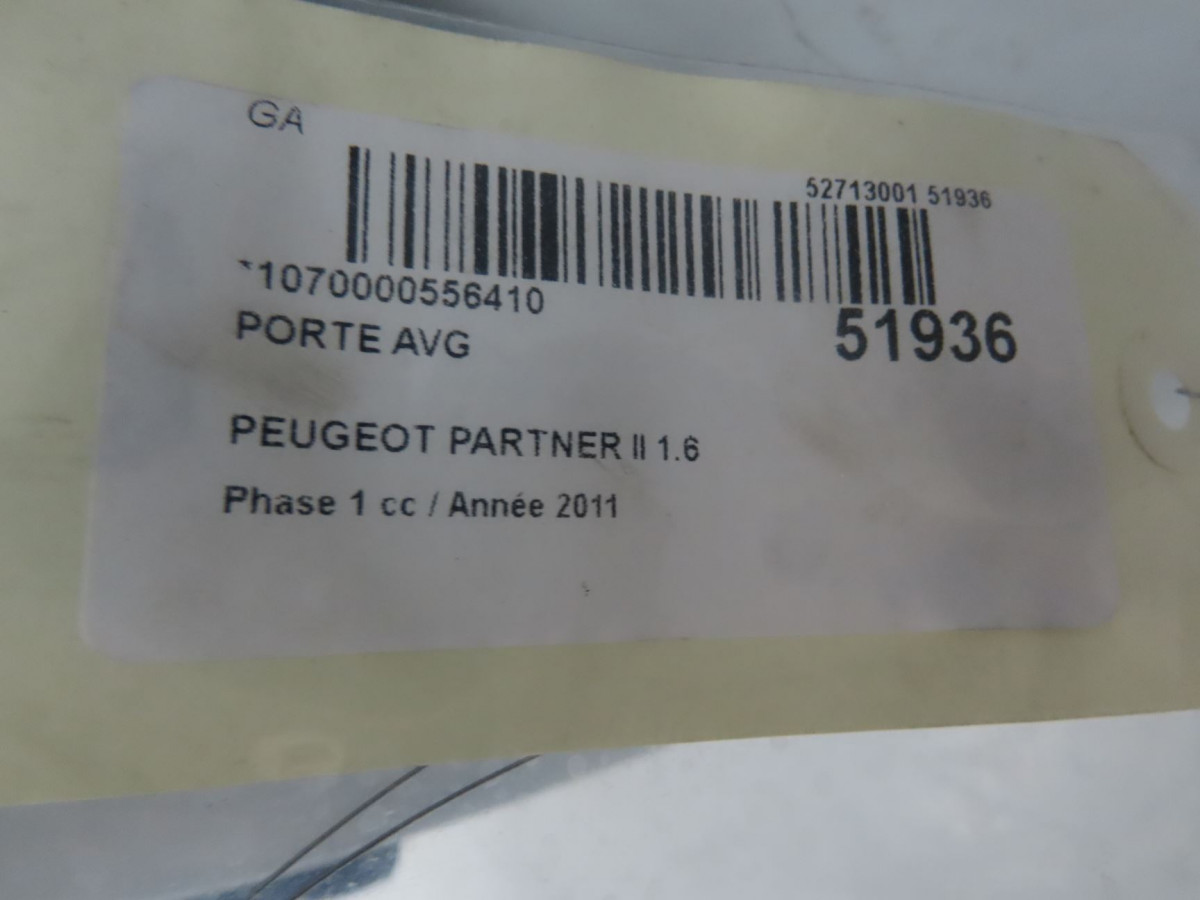 GA
52713001 51936
*1070000556410
51936
PORTE AVG
PEUGEOT PARTNER II 1.6
Phase 1 cc / Année 2011